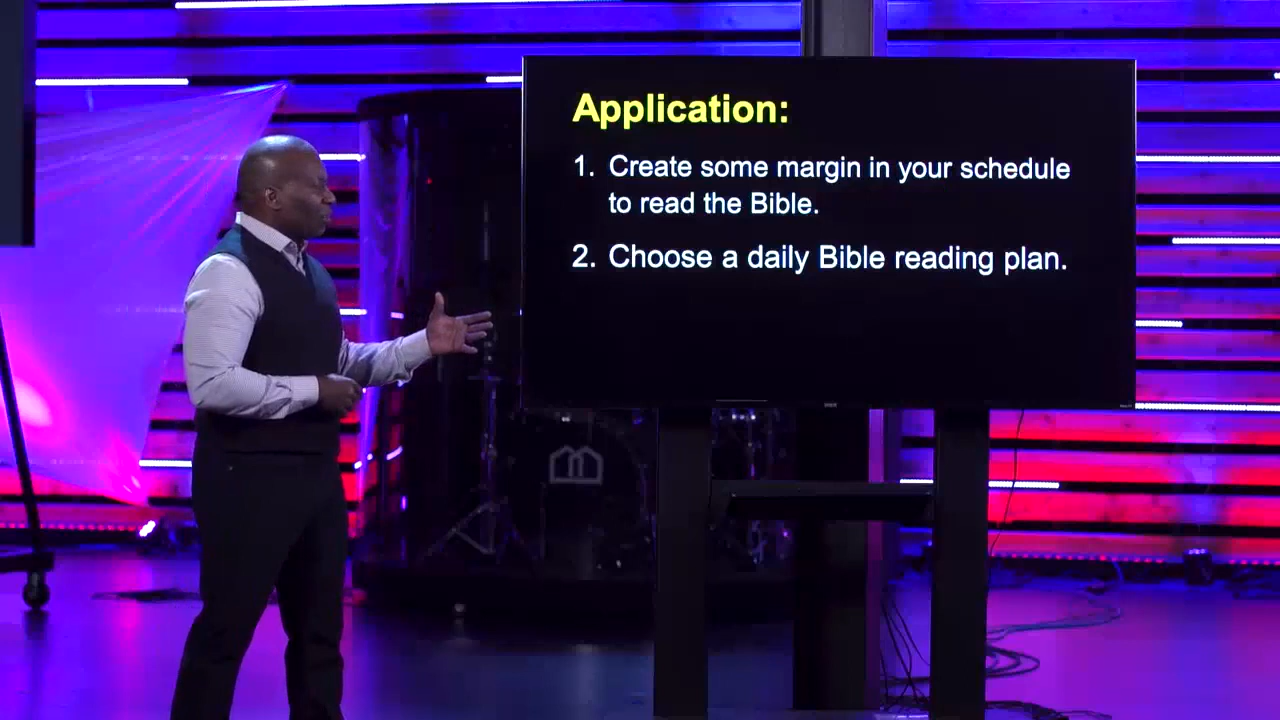 Application:
1. Create some margin in your schedule
to read the Bible.
2. Choose a daily Bible reading plan.